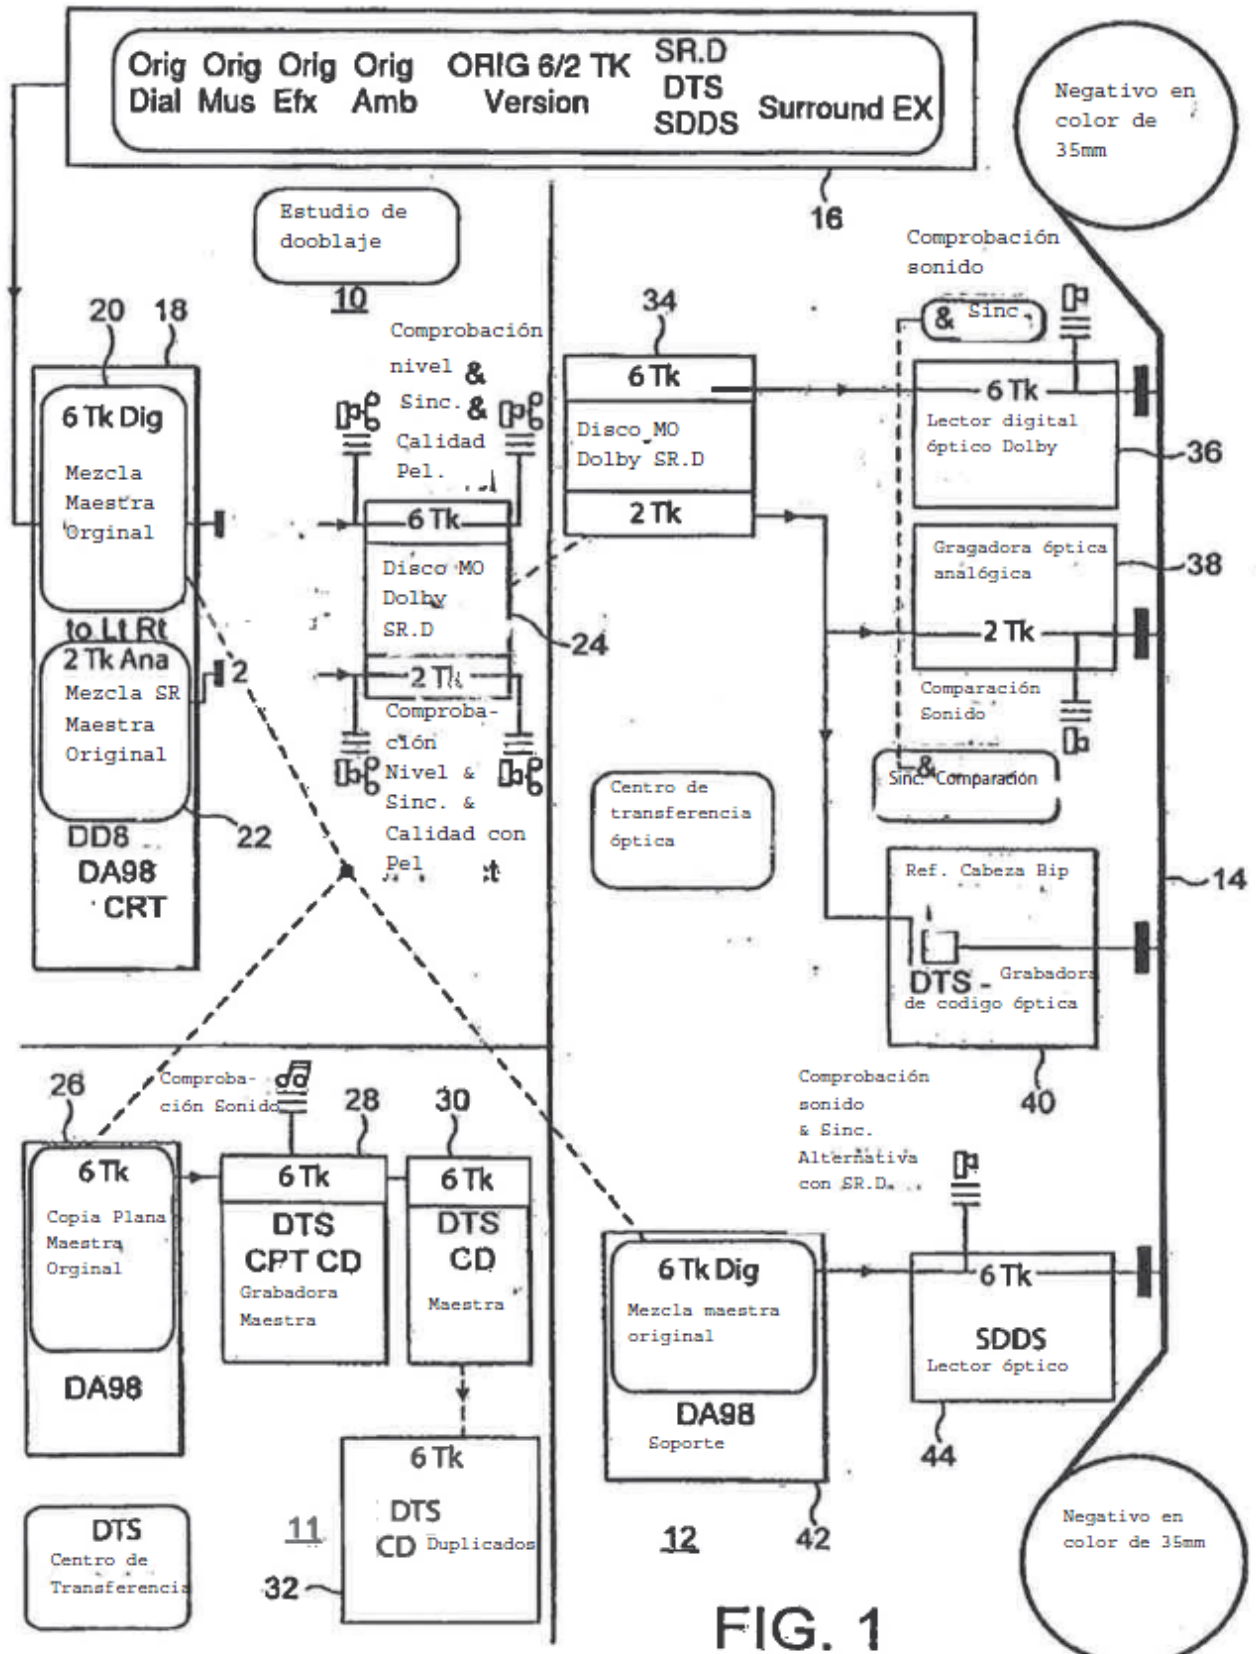 Orig Orig Orig Orig ORIG 6/2 TK SR.D
Dial Mus Efx Amb Version DTS
SDDS Surround EX
16
Negativo en
color de
35mm
Estudio de
dooblaje
10
20
18
6 Tk Dig
Mezcla
Maestra
Orginal
to Lt Rt
2 Tk Ana
Mezcla SR
Maestra
Original
22
DD8
DA98
CRT
2
Comprobación
nivel &
Sinc. &
Calidad
Pel.
6 Tk
Disco MO
Dolby
SR.D
2 Tk
24
Comproba-
ción
Nivel &
Sinc. &
Calidad con
Pel
34
6 Tk
Disco MO
Dolby SR.D
2 Tk
Comprobación
sonido
& Sinc.
6 Tk
Lector digital
óptico Dolby
36
Gragadora óptica
analógica
2 Tk
38
Comparación
Sonido
&
Sinc. Comparación
Centro de
transferencia
óptica
Ref. Cabeza Bip
DTS - Grabadora
de codigo óptica
40
14
26
Comproba-
ción Sonido
28
30
6 Tk
Copia Plana
Maestra
Orginal
DA98
6 Tk
DTS
CPT CD
Grabadora
Maestra
6 Tk
DTS
CD
Maestra
6 Tk
DTS
CD Duplicados
32
11
DTS
Centro de
Transferencia
Comprobación
sonido
& Sinc.
Alternativa
con SR.D
6 Tk Dig
Mezcla maestra
original
DA98
Soporte
42
12
6 Tk
SDDS
Lector óptico
44
Negativo en
color de 35mm
FIG. 1